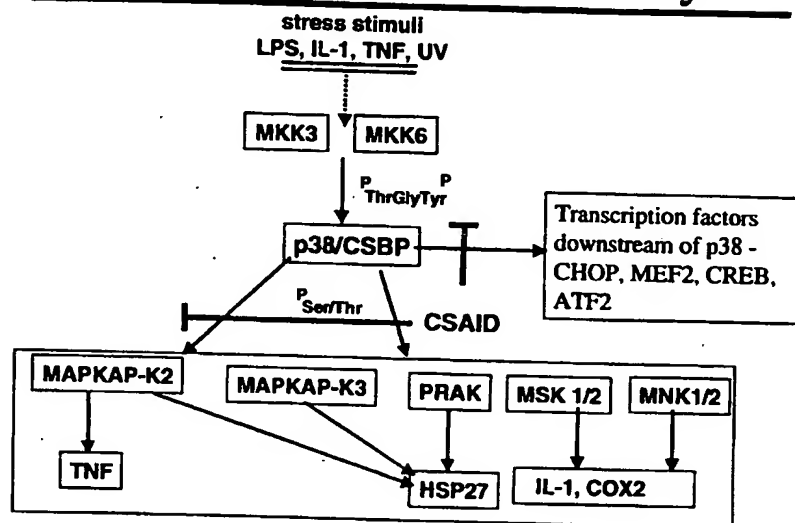 stress stimuli
LPS, IL-1, TNF, UV
MKK3
MKK6
P P
ThrGlyTyr
p38/CSBP
Transcription factors
downstream of p38 -
CHOP, MEF2, CREB,
ATF2
P
Ser/Thr
CSAID
MAPKAP-K2
MAPKAP-K3
PRAK
MSK 1/2
MNK1/2
TNF
HSP27
IL-1, COX2